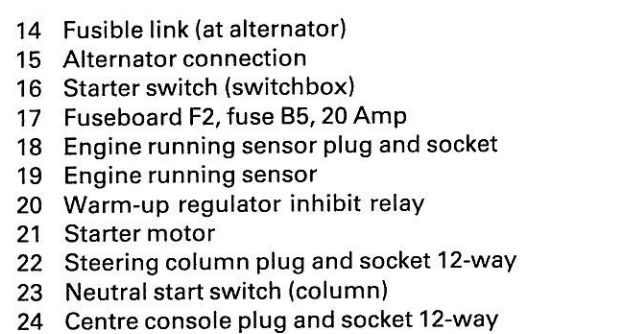 14 Fusible link (at alternator)
15 Alternator connection
16 Starter switch (switchbox)
17 Fuseboard F2, fuse B5, 20 Amp
18 Engine running sensor plug and socket
19 Engine running sensor
20 Warm-up regulator inhibit relay
21 Starter motor
22 Steering column plug and socket 12-way
23 Neutral start switch (column)
24 Centre console plug and socket 12-way